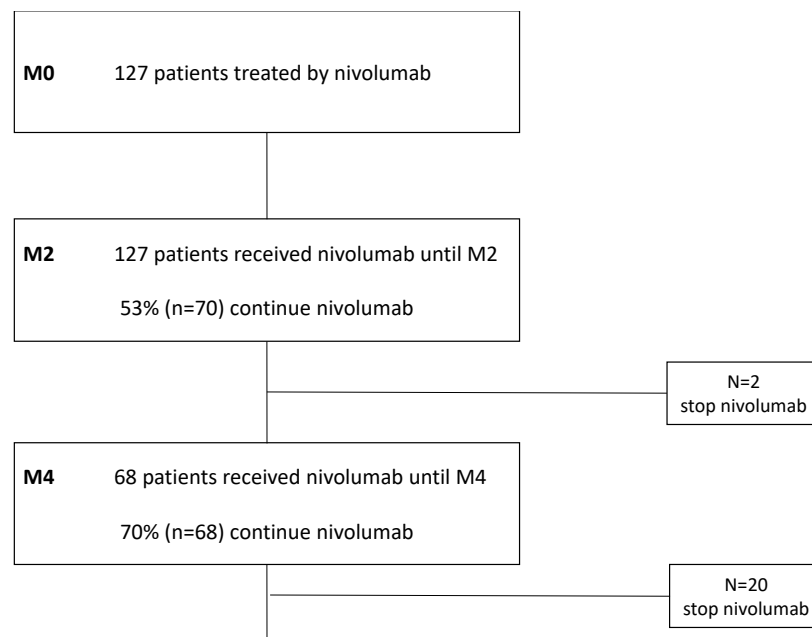 M0 127 patients treated by nivolumab
M2 127 patients received nivolumab until M2
53% (n=70) continue nivolumab
N=2
stop nivolumab
M4 68 patients received nivolumab until M4
70% (n=68) continue nivolumab
N=20
stop nivolumab